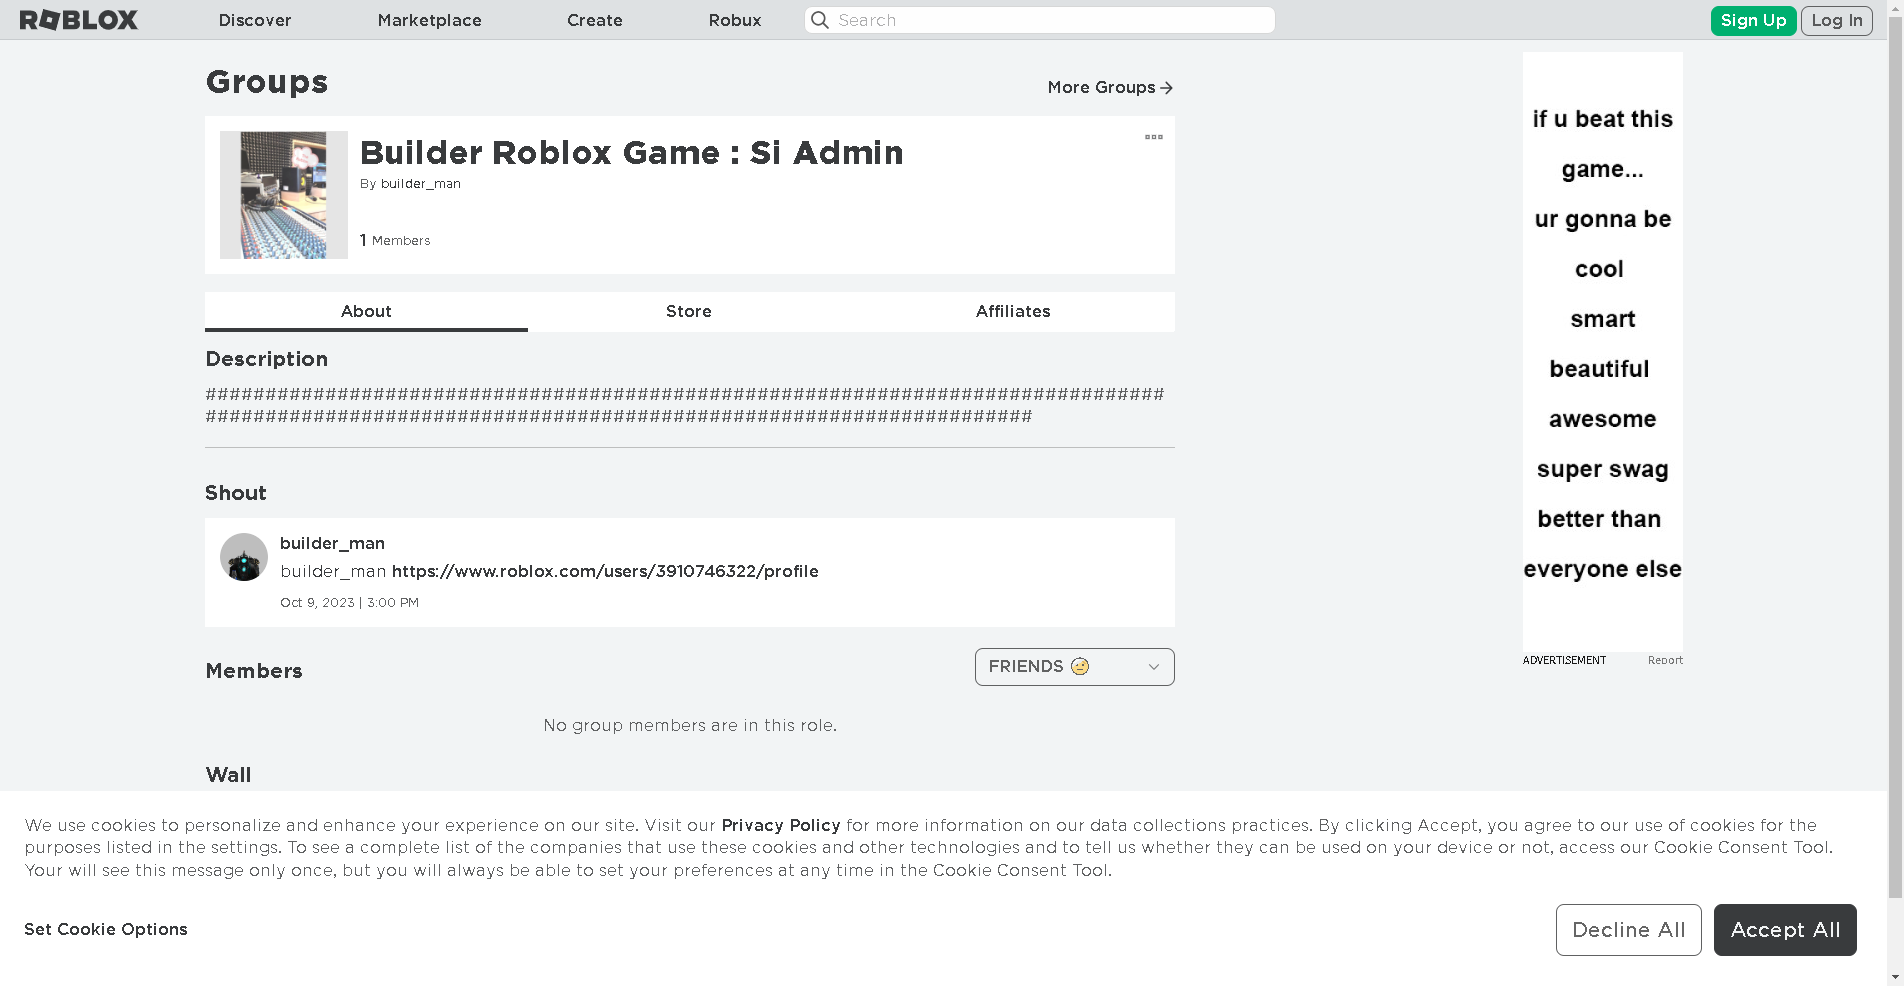 ROBLOX
Discover
Marketplace
Create
Robux
Search
Sign Up
Log In
Groups
More Groups
Builder Roblox Game : Si Admin
By builder_man
1 Members
About
Store
Affiliates
Description
################################################################################
#####################################################################
Shout
builder_man
builder_man https://www.roblox.com/users/3910746322/profile
Oct 9, 2023 | 3:00 PM
Members
FRIENDS 🤕
No group members are in this role.
Wall
if u beat this
game...
ur gonna be
cool
smart
beautiful
awesome
super swag
better than
everyone else
ADVERTISEMENT
Report
We use cookies to personalize and enhance your experience on our site. Visit our Privacy Policy for more information on our data collections practices. By clicking Accept, you agree to our use of cookies for the
purposes listed in the settings. To see a complete list of the companies that use these cookies and other technologies and to tell us whether they can be used on your device or not, access our Cookie Consent Tool.
Your will see this message only once, but you will always be able to set your preferences at any time in the Cookie Consent Tool.
Set Cookie Options
Decline All
Accept All